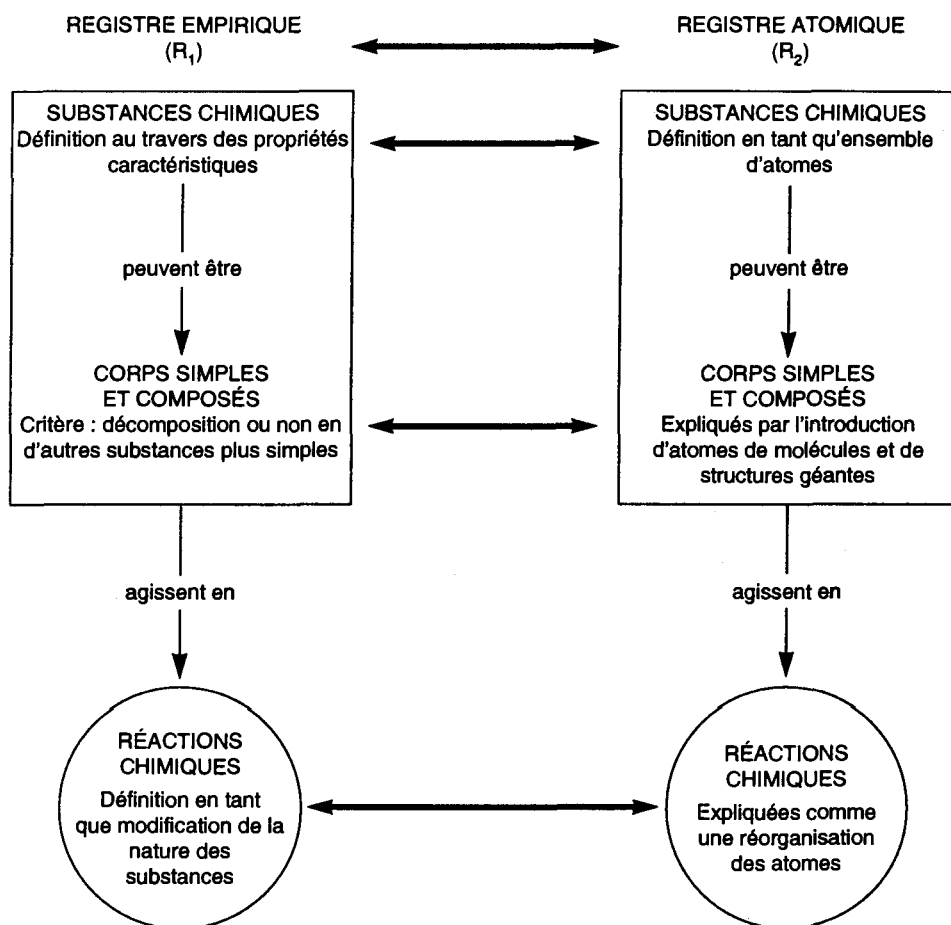 REGISTRE EMPIRIQUE
(R₁)
REGISTRE ATOMIQUE
(R₂)
SUBSTANCES CHIMIQUES
Définition au travers des propriétés
caractéristiques
SUBSTANCES CHIMIQUES
Définition en tant qu'ensemble
d'atomes
peuvent être
peuvent être
CORPS SIMPLES
ET COMPOSÉS
Critère : décomposition ou non en
d'autres substances plus simples
CORPS SIMPLES
ET COMPOSÉS
Expliqués par l'introduction
d'atomes de molécules et de
structures géantes
agissent en
agissent en
RÉACTIONS
CHIMIQUES
Définition en tant
que modification de la
nature des
substances
RÉACTIONS
CHIMIQUES
Expliquées comme
une réorganisation
des atomes